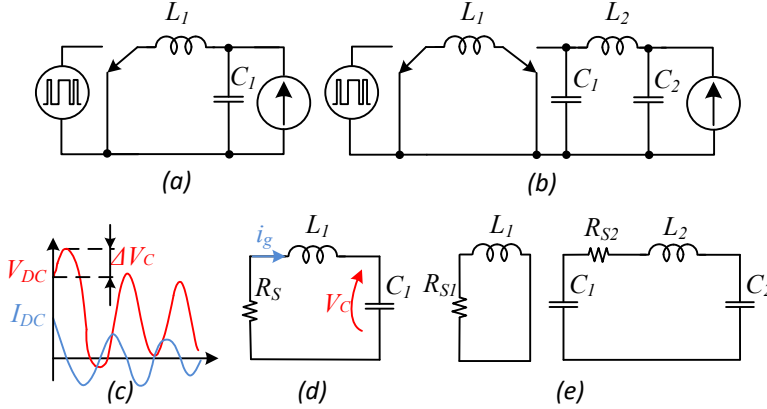 L1 L1
L2
C1 C1 C2
(a) (b)
VDC ΔVC
IDC
(c)
ig L1
RS VC C1
(d)
L1 RS2 L2
RS1 C1 C2
(e)